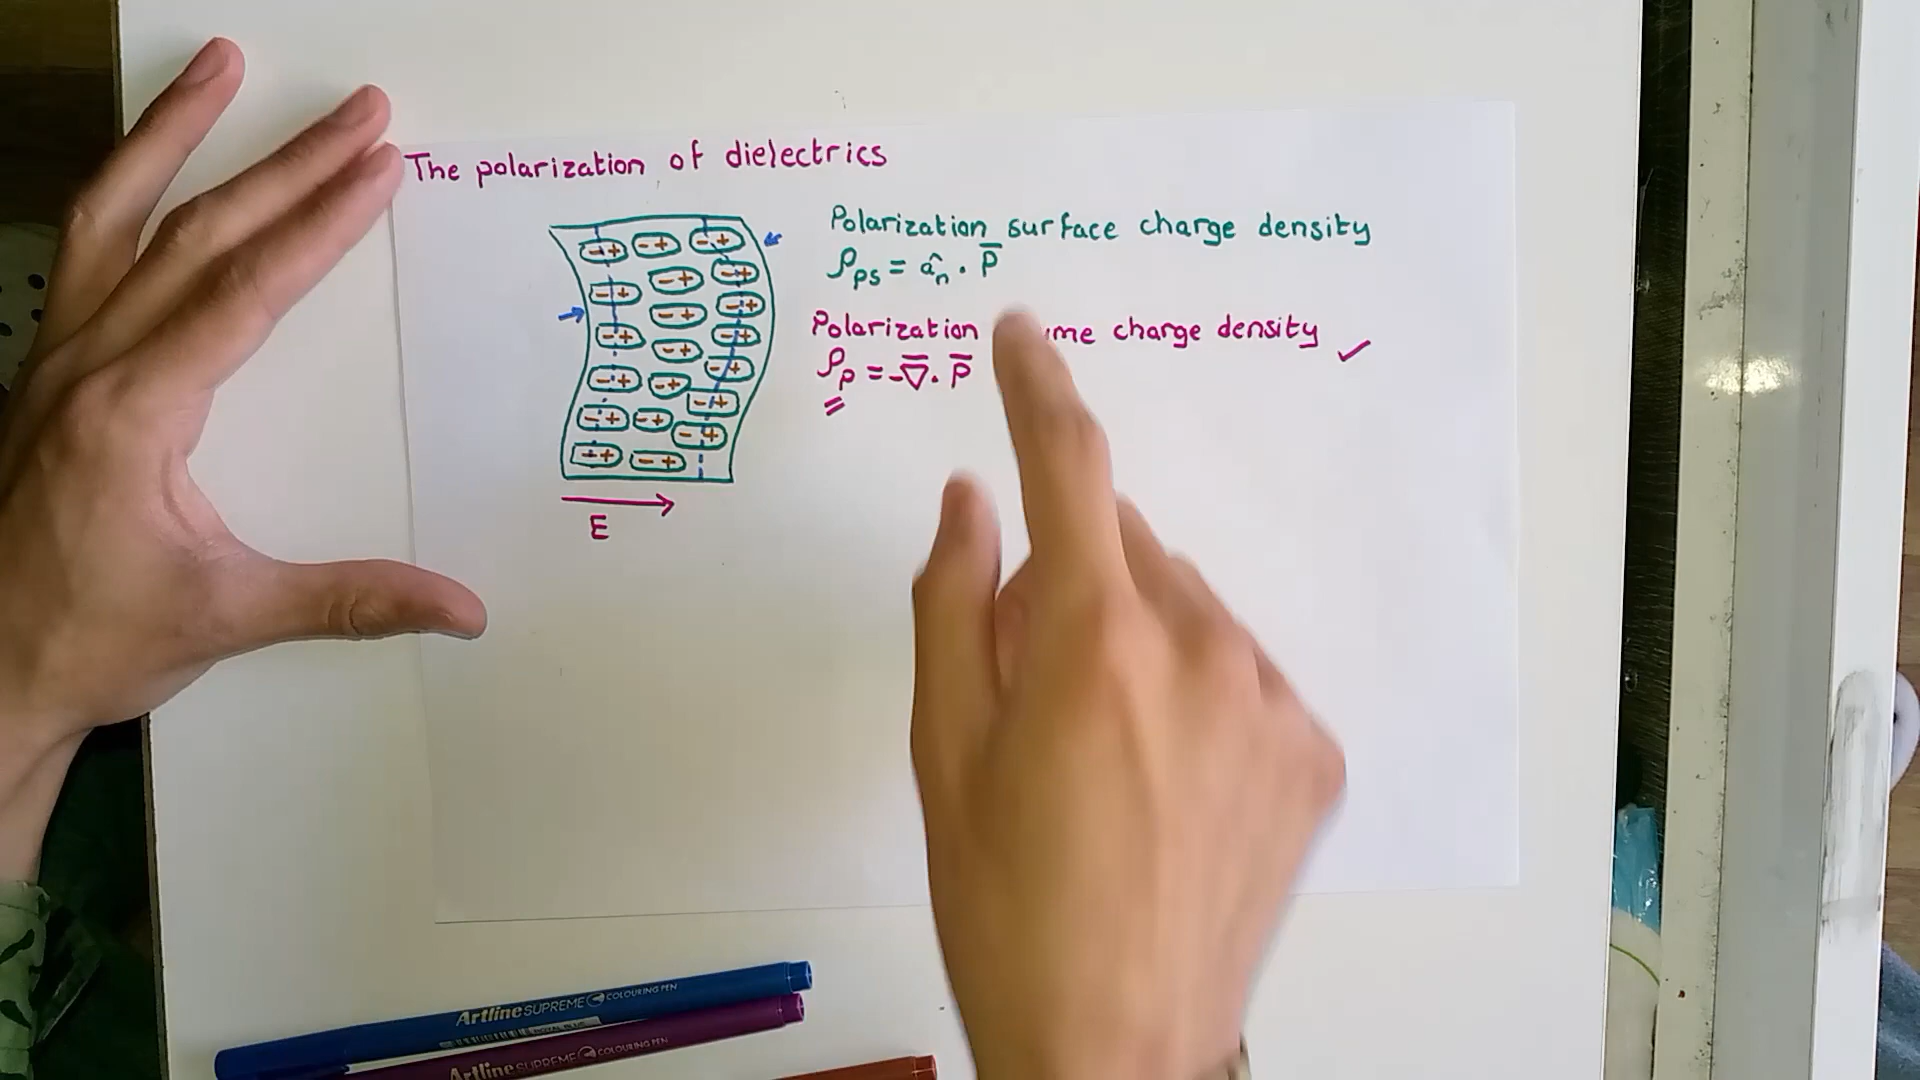 The polarization of dielectrics
Polarization surface charge density
ρps = âₙ · P̅
Polarization ume charge density ✓
ρp = -∇̅ · P̅
- + - + - +
- + - +
- + - + - +
- + - +
- + - + - +
- + - +
- + - +
- + - +
- + - +
E
Artline SUPREME COLOURING PEN
Artline SUPREME COLOURING PEN